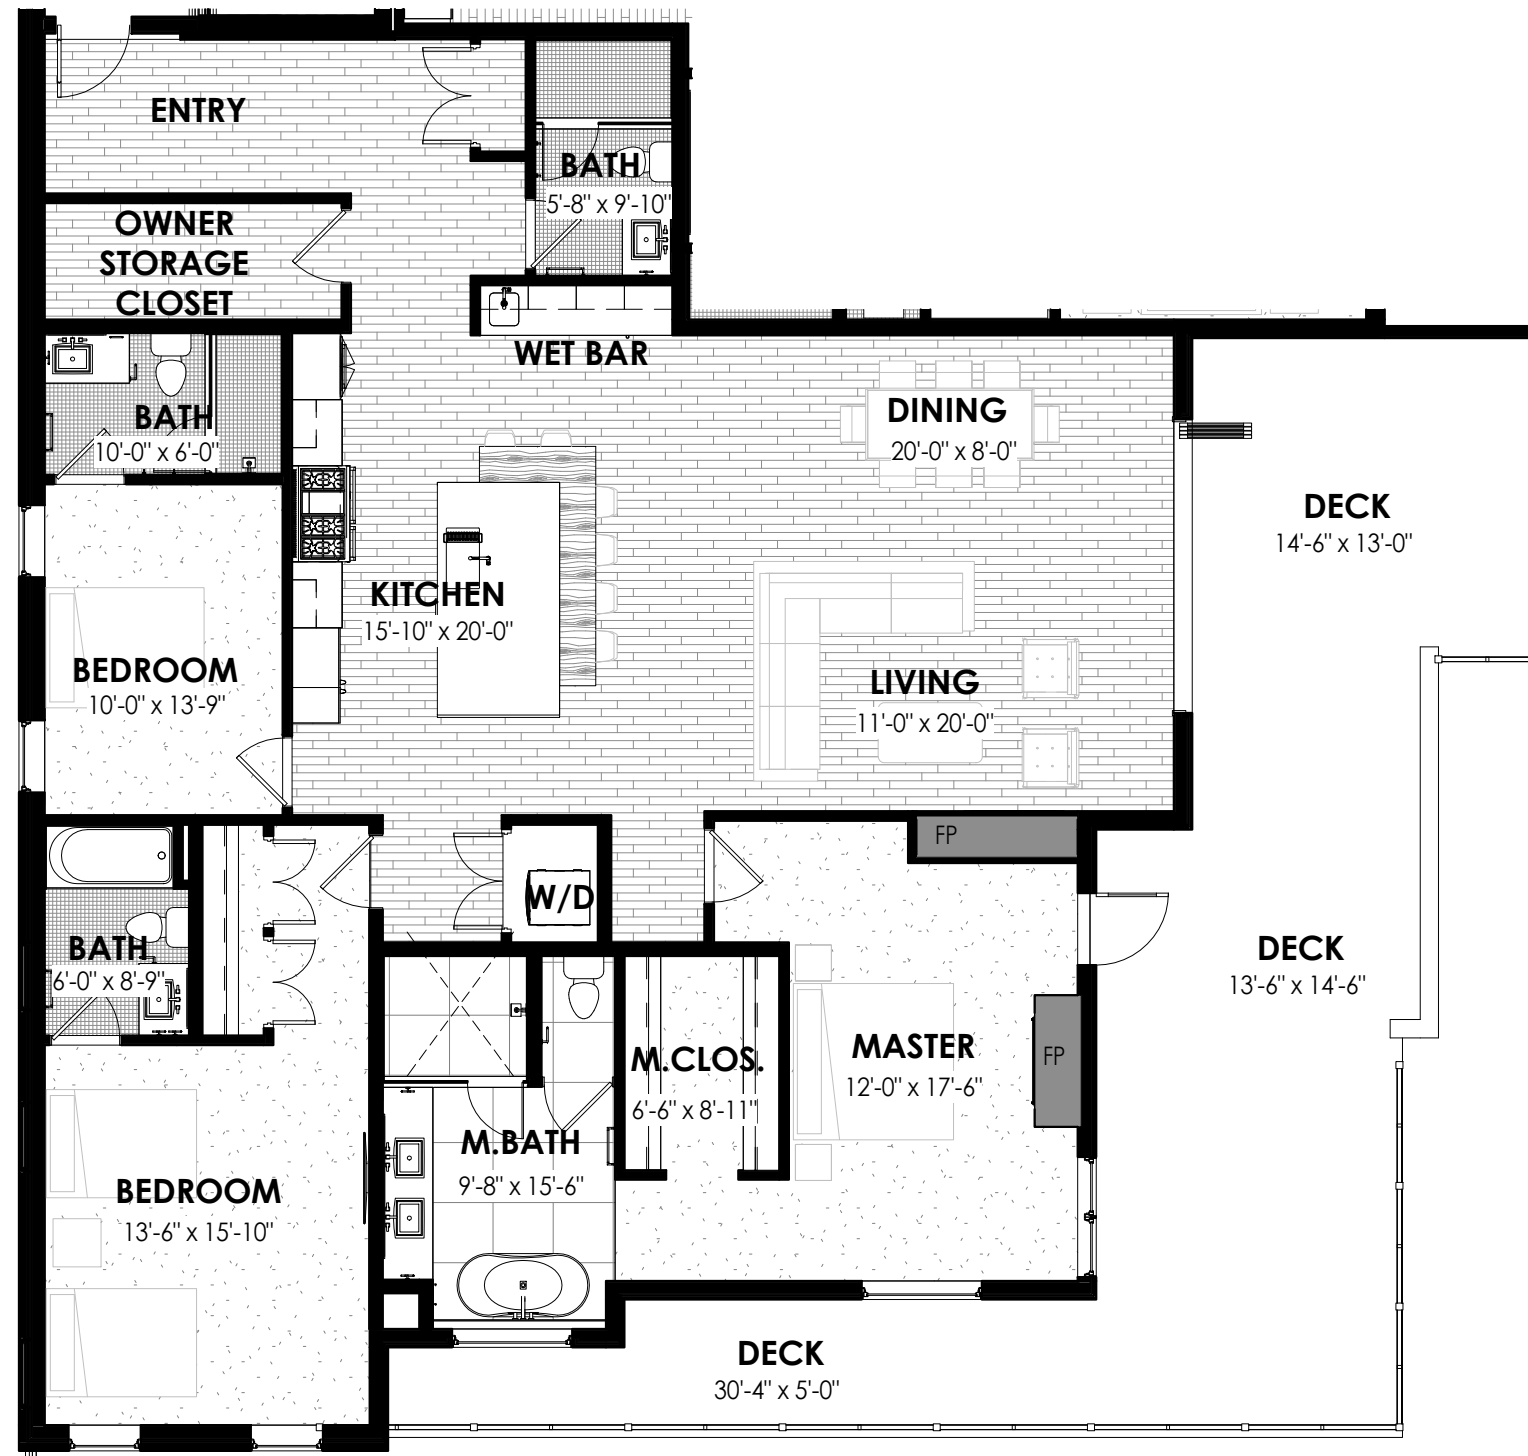 ENTRY
BATH
5'-8" x 9'-10"
OWNER
STORAGE
CLOSET
WET BAR
BATH
10'-0" x 6'-0"
DINING
20'-0" x 8'-0"
DECK
14'-6" x 13'-0"
KITCHEN
15'-10" x 20'-0"
BEDROOM
10'-0" x 13'-9"
LIVING
11'-0" x 20'-0"
FP
W/D
BATH
6'-0" x 8'-9"
DECK
13'-6" x 14'-6"
M.CLOS.
6'-6" x 8'-11"
MASTER
12'-0" x 17'-6"
FP
M.BATH
9'-8" x 15'-6"
BEDROOM
13'-6" x 15'-10"
DECK
30'-4" x 5'-0"